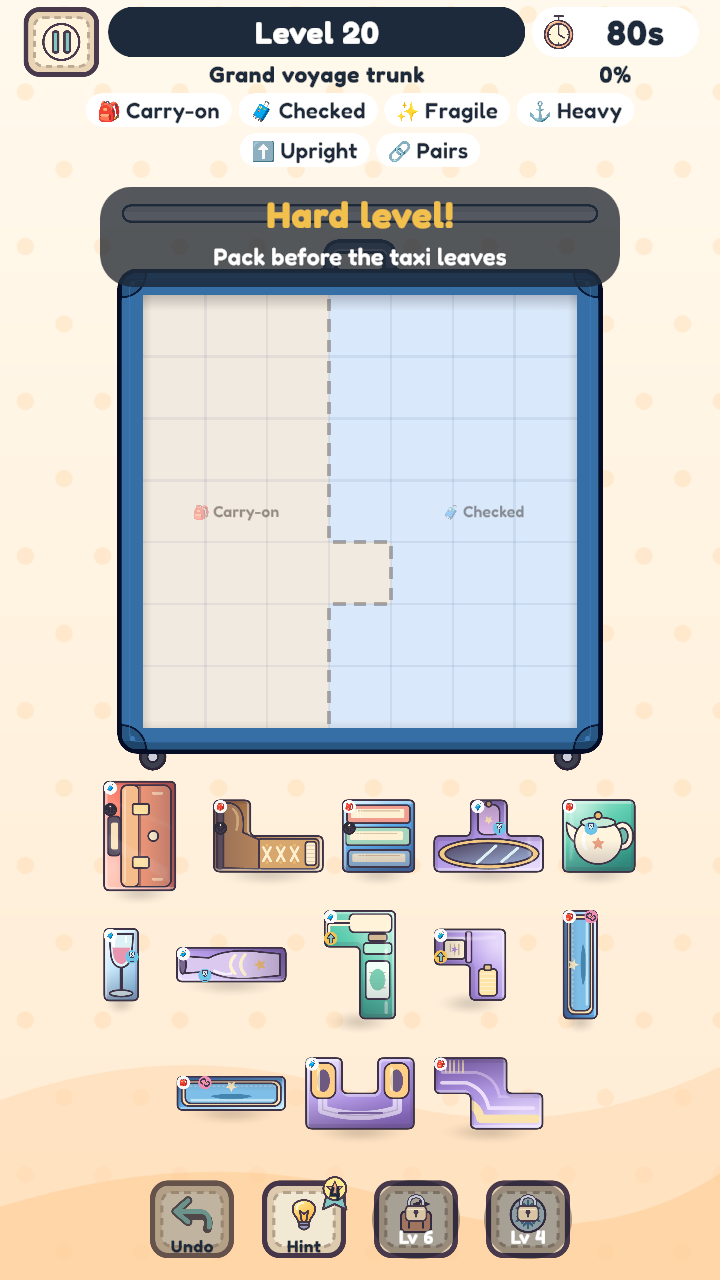 Level 20
80s
Grand voyage trunk
0%
Carry-on
Checked
Fragile
Heavy
Upright
Pairs
Hard level!
Pack before the taxi leaves
Carry-on
Checked
XXX
4
Undo
Hint
Lv 6
Lv 4